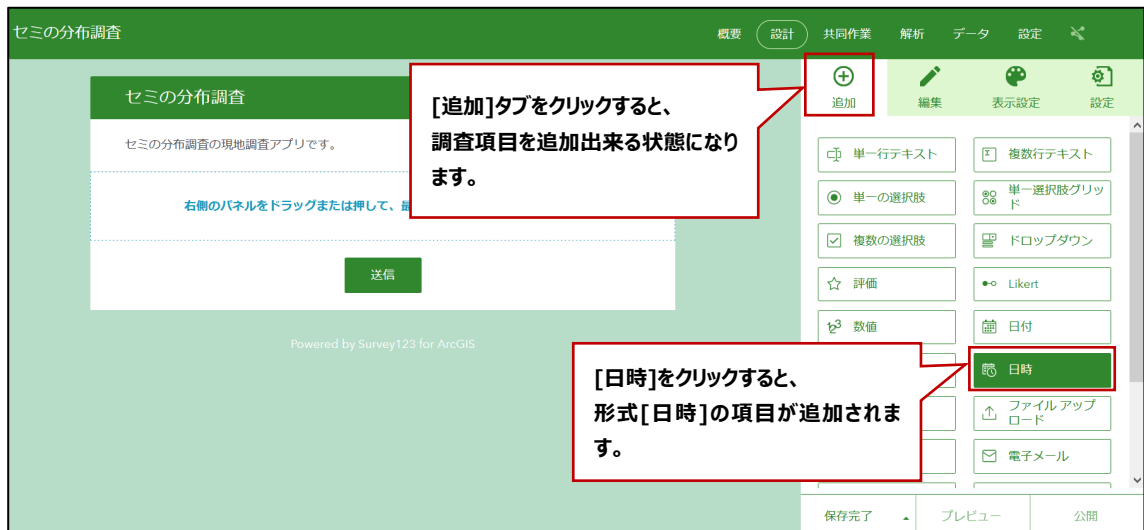 セミの分布調査
概要
設計
共同作業
解析
データ
設定
追加
編集
表示設定
設定
セミの分布調査
セミの分布調査の現地調査アプリです。
右側のパネルをドラッグまたは押して、
送信
Powered by Survey123 for ArcGIS
[追加]タブをクリックすると、
調査項目を追加出来る状態になり
ます。
単一行テキスト
複数行テキスト
単一の選択肢
単一選択肢グリッ
ド
複数の選択肢
ドロップダウン
評価
Likert
数値
日付
日時
ファイル アップ
ロード
電子メール
[日時]をクリックすると、
形式[日時]の項目が追加されま
す。
保存完了
プレビュー
公開